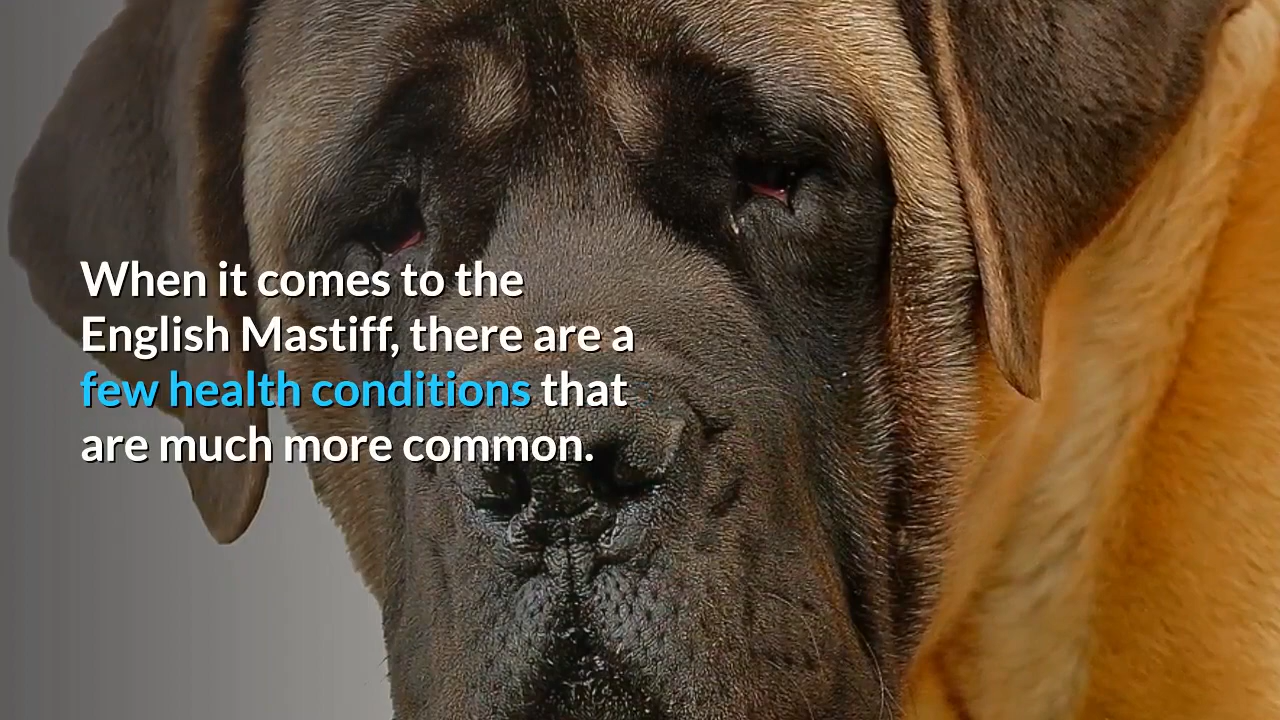 When it comes to the
English Mastiff, there are a
few health conditions that
are much more common.